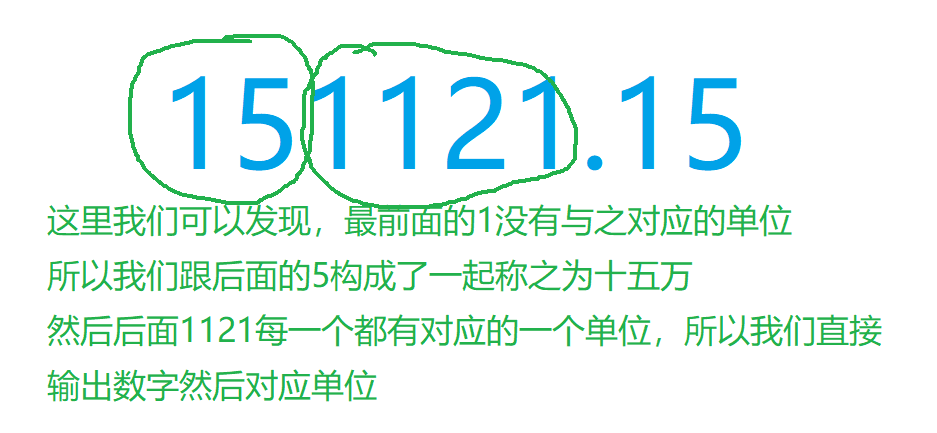 151121.15
这里我们可以发现，最前面的1没有与之对应的单位
所以我们跟后面的5构成了一起称之为十五万
然后后面1121每一个都有对应的一个单位，所以我们直接
输出数字然后对应单位